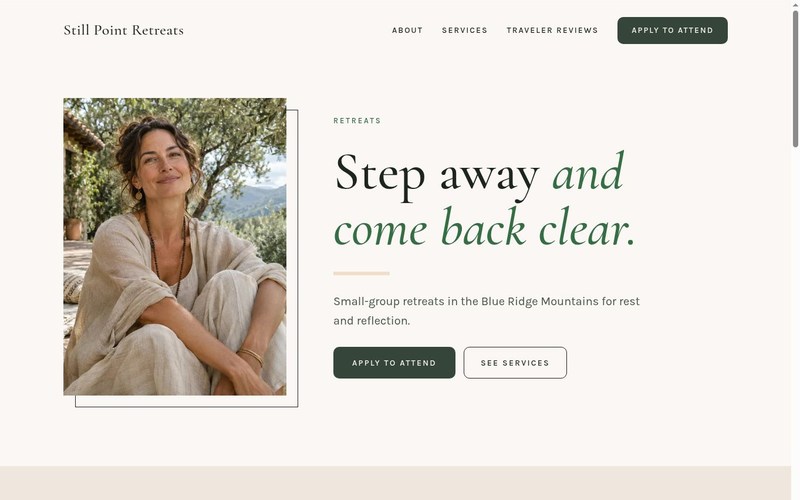 Still Point Retreats
ABOUT
SERVICES
TRAVELER REVIEWS
APPLY TO ATTEND
RETREATS
Step away and
come back clear.
Small-group retreats in the Blue Ridge Mountains for rest
and reflection.
APPLY TO ATTEND
SEE SERVICES